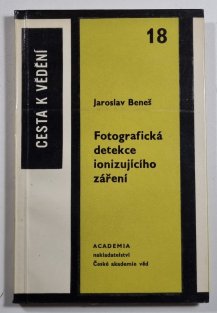 CESTA K VĚDĚNÍ
18
Jaroslav Beneš
Fotografická
detekce
ionizujícího
záření
ACADEMIA
nakladatelství
České akademie věd